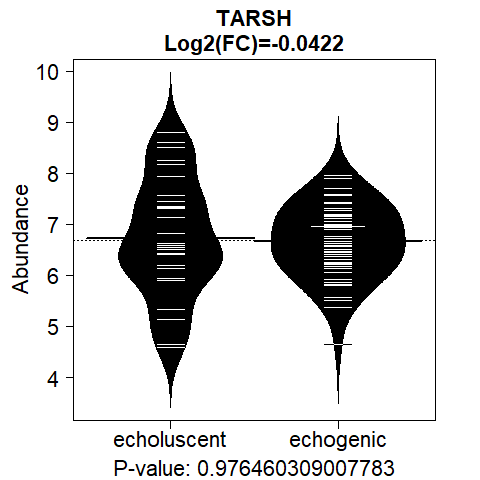 TARSH
Log2(FC)=-0.0422
Abundance
10
9
8
7
6
5
4
echoluscent echogenic
P-value: 0.976460309007783